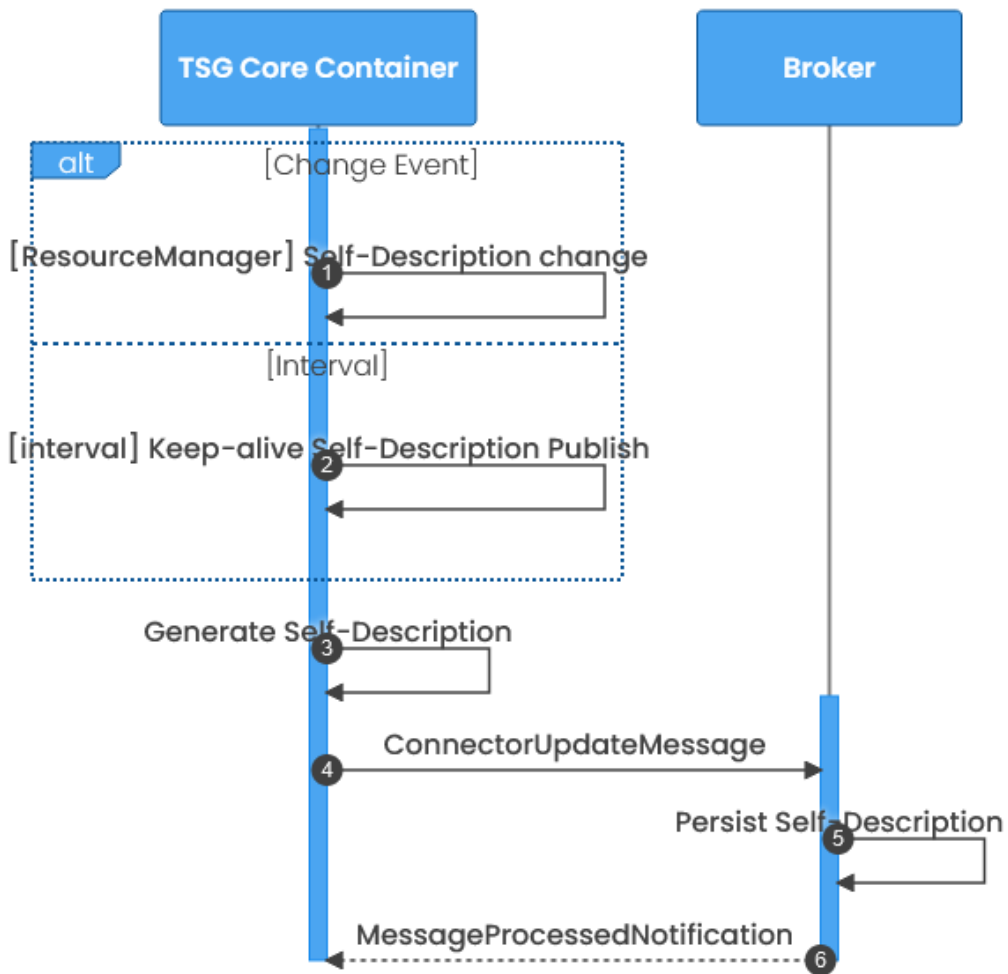 TSG Core Container
Broker
alt
[Change Event]
[ResourceManager] Self-Description change
1
[Interval]
[interval] Keep-alive Self-Description Publish
2
Generate Self-Description
3
ConnectorUpdateMessage
4
Persist Self-Description
5
MessageProcessedNotification
6